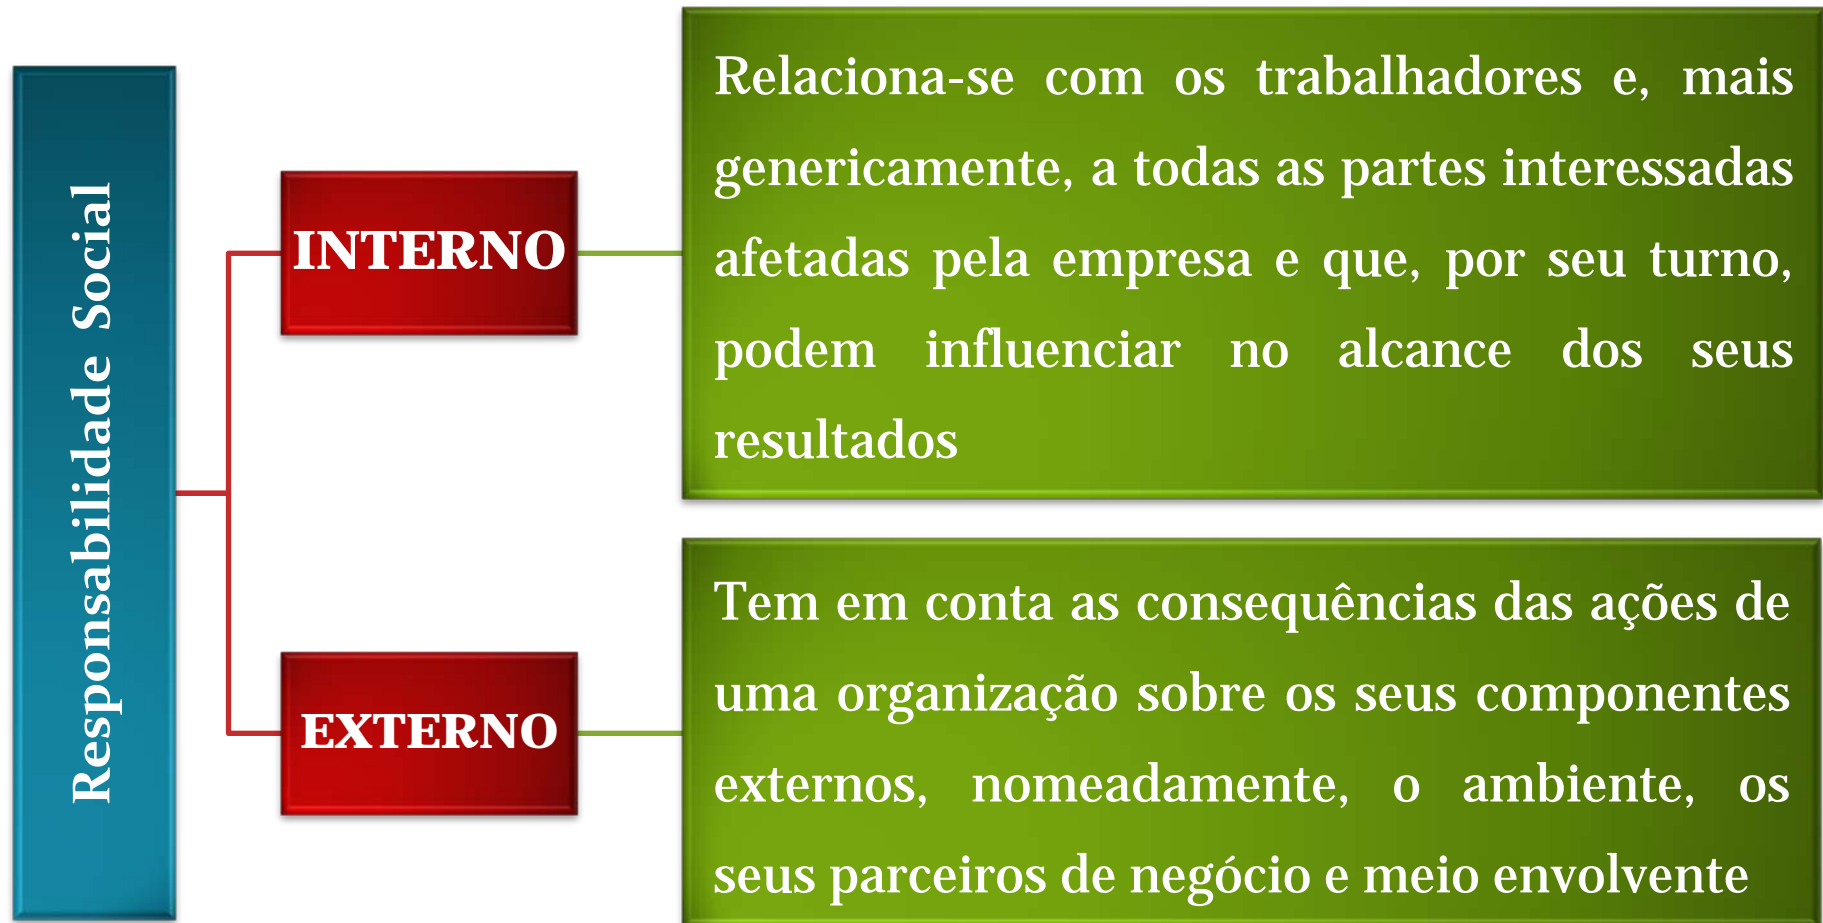 Responsabilidade Social
INTERNO
Relaciona-se com os trabalhadores e, mais
genericamente, a todas as partes interessadas
afetadas pela empresa e que, por seu turno,
podem influenciar no alcance dos seus
resultados
EXTERNO
Tem em conta as consequências das ações de
uma organização sobre os seus componentes
externos, nomeadamente, o ambiente, os
seus parceiros de negócio e meio envolvente